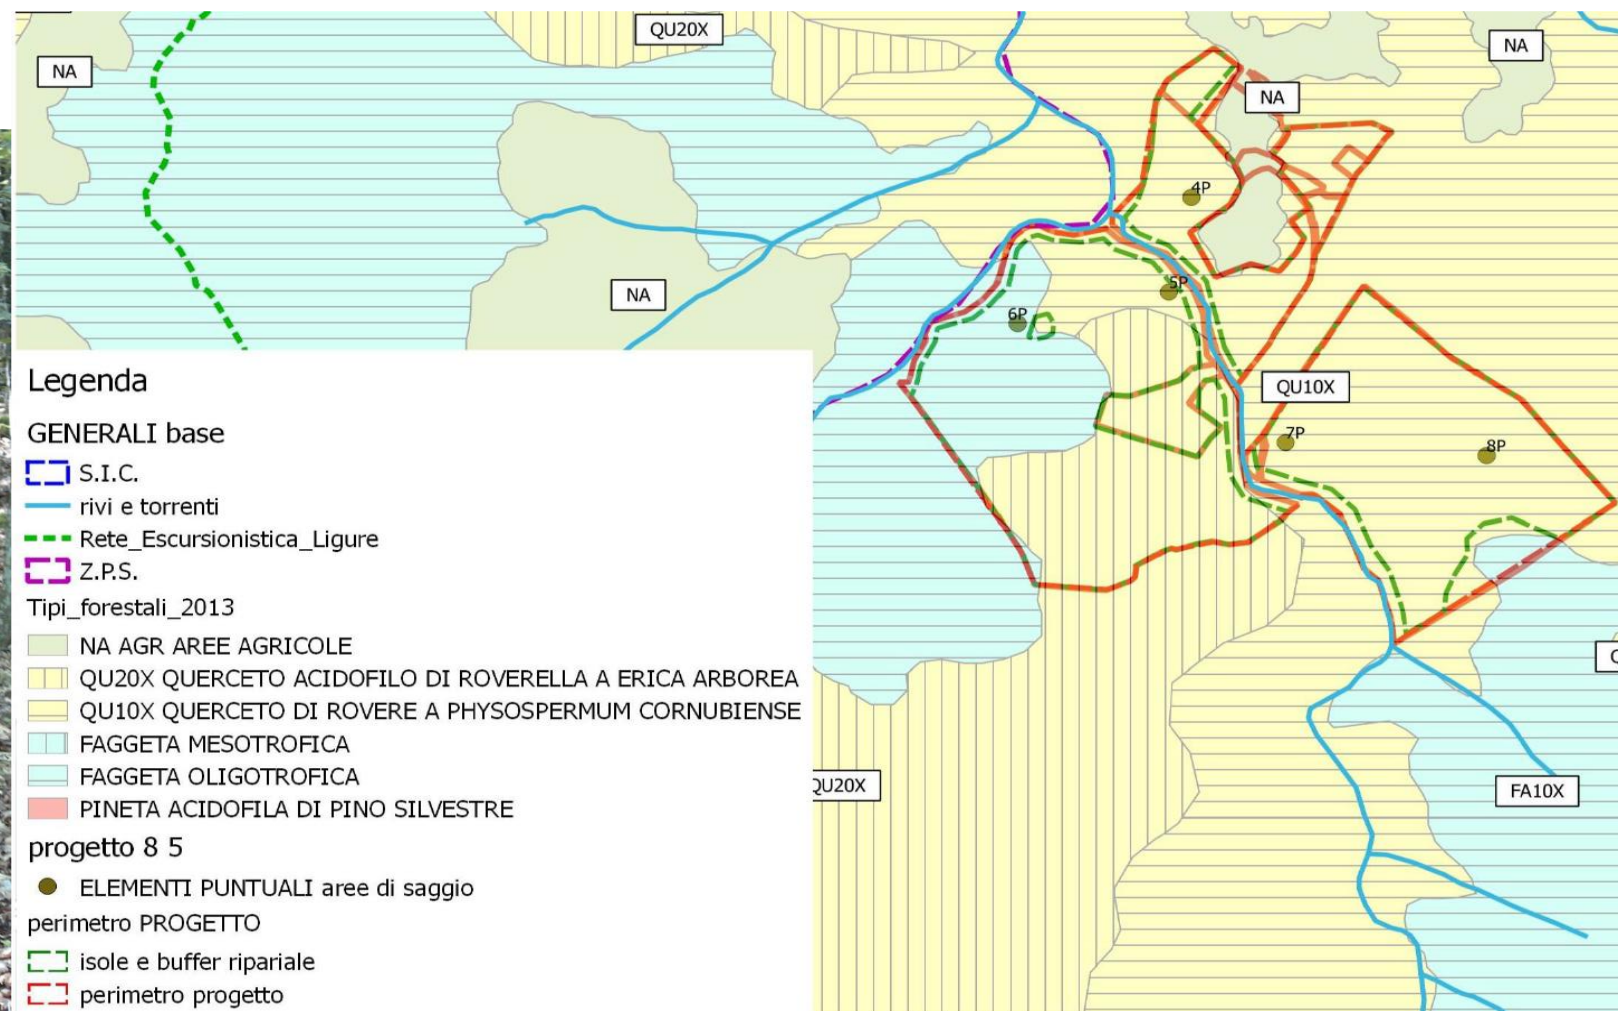 QU20X
NA
NA
NA
4P
NA
5P
6P
QU10X
7P
8P
QU20X
FA10X
Legenda
GENERALI base
S.I.C.
rivi e torrenti
Rete_Escursionistica_Ligure
Z.P.S.
Tipi_forestali_2013
NA AGR AREE AGRICOLE
QU20X QUERCETO ACIDOFILO DI ROVERELLA A ERICA ARBOREA
QU10X QUERCETO DI ROVERE A PHYSOSPERMUM CORNUBIENSE
FAGGETA MESOTROFICA
FAGGETA OLIGOTROFICA
PINETA ACIDOFILA DI PINO SILVESTRE
progetto 8 5
ELEMENTI PUNTUALI aree di saggio
perimetro PROGETTO
isole e buffer ripariale
perimetro progetto